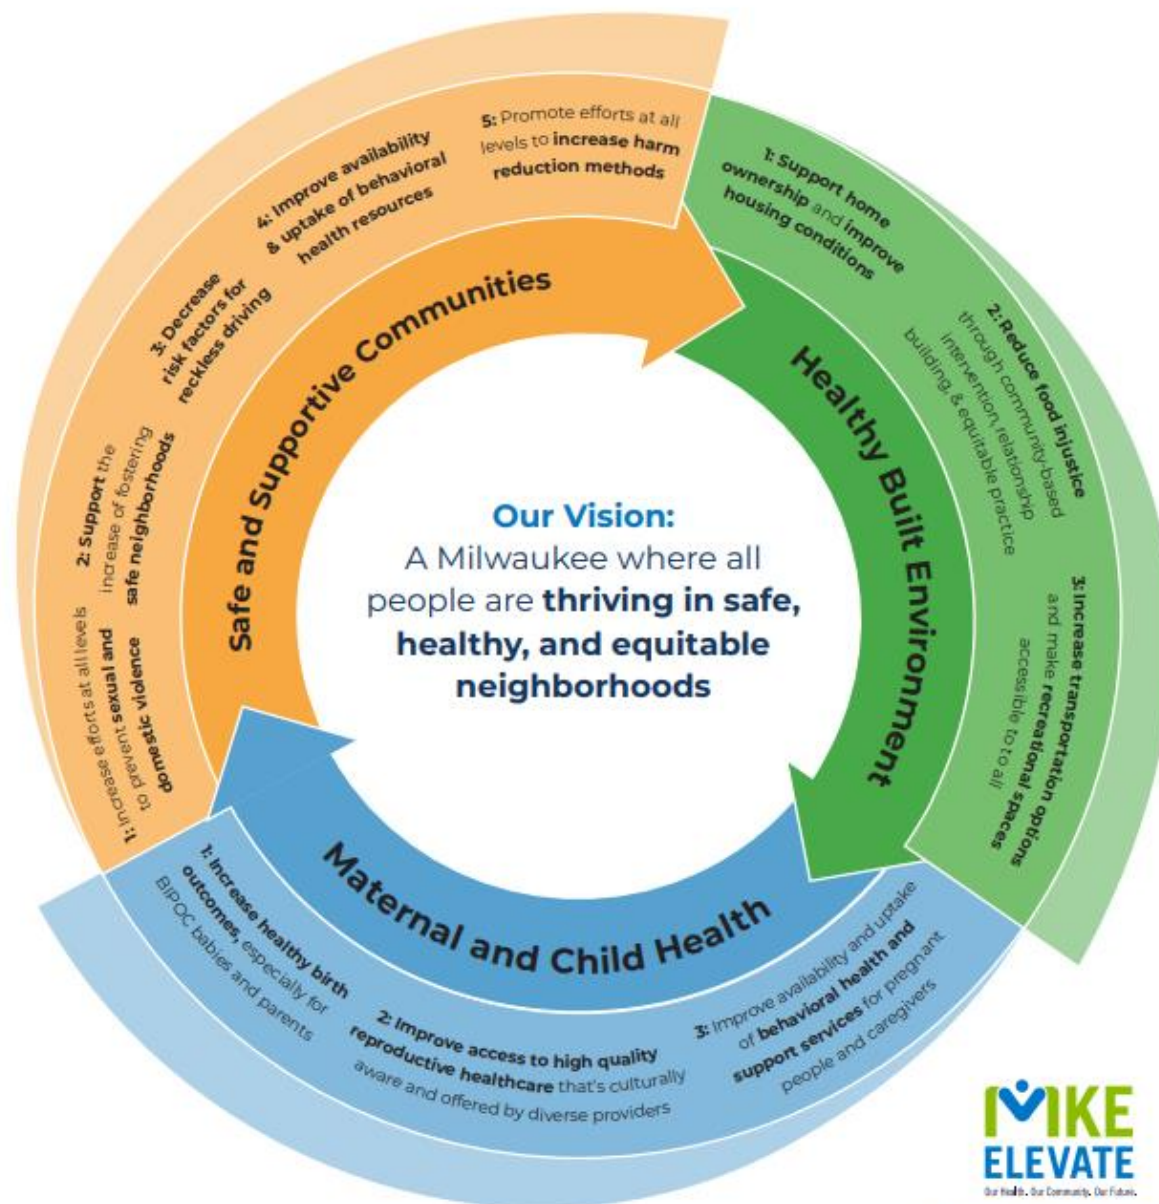 Our Vision:
A Milwaukee where all
people are thriving in safe,
healthy, and equitable
neighborhoods
Safe and Supportive Communities
1: Increase efforts at all levels
to prevent sexual and
domestic violence
2: Support the
increase of fostering
safe neighborhoods
3: Decrease
risk factors for
reckless driving
4: Improve availability
& uptake of behavioral
health resources
5: Promote efforts at all
levels to increase harm
reduction methods
Healthy Built Environment
1: Support home
ownership and improve
housing conditions
2: Reduce food injustice
through community-based
intervention, relationship
building, & equitable practice
3: Increase transportation options
and make recreational spaces
accessible to to all
Maternal and Child Health
1: Increase healthy birth
outcomes, especially for
BIPOC babies and parents
2: Improve access to high quality
reproductive healthcare that's culturally
aware and offered by diverse providers
3: Improve availability and uptake
of behavioral health and
support services for pregnant
people and caregivers
MKE
ELEVATE
Our Health. Our Community. Our Future.